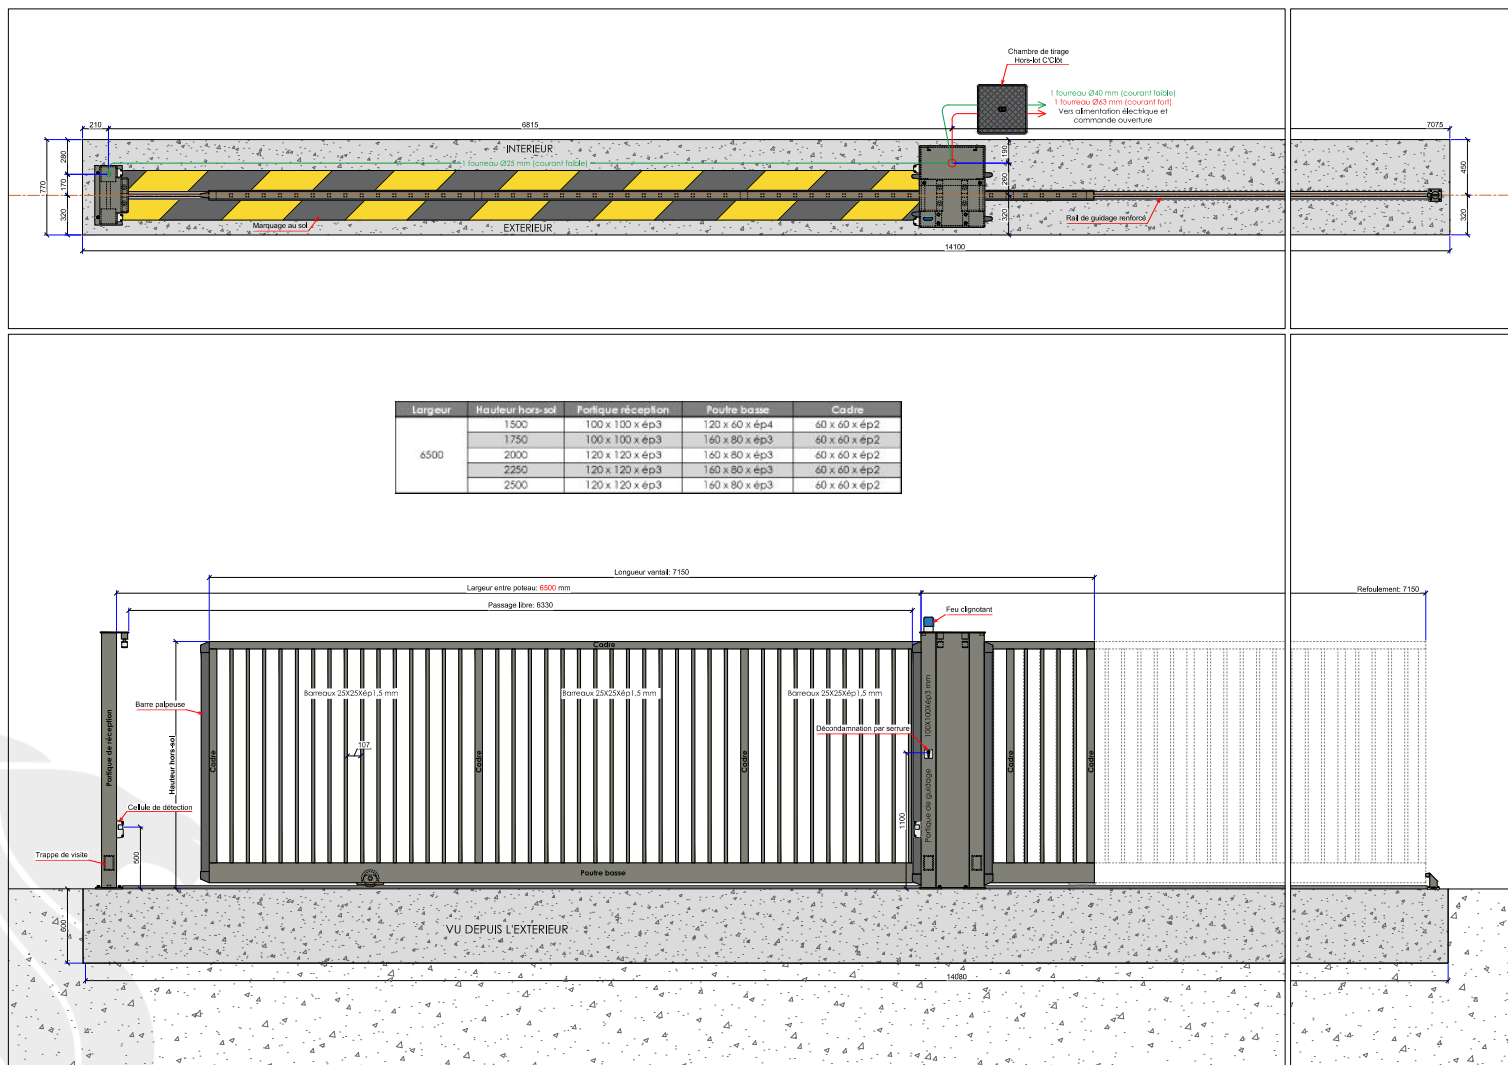 Chambre de tirage
Hors-lot C'Clôt
1 fourreau Ø40 mm (courant faible)
1 fourreau Ø63 mm (courant fort)
Vers alimentation électrique et
commande ouverture
210
6815
7075
INTERIEUR
1 fourreau Ø25 mm (courant faible)
770
280
170
320
190
260
320
450
320
Marquage au sol
EXTERIEUR
Rail de guidage renforcé
14100
Largeur Hauteur hors-sol Portique réception Poutre basse Cadre
6500
1500 100 x 100 x ép3 120 x 60 x ép4 60 x 60 x ép2
1750 100 x 100 x ép3 160 x 80 x ép3 60 x 60 x ép2
2000 120 x 120 x ép3 160 x 80 x ép3 60 x 60 x ép2
2250 120 x 120 x ép3 160 x 80 x ép3 60 x 60 x ép2
2500 120 x 120 x ép3 160 x 80 x ép3 60 x 60 x ép2
Longueur vantail: 7150
Largeur entre poteau: 6500 mm
Refoulement: 7150
Passage libre: 6330
Feu clignotant
Cadre
Barreaux 25X25Xép1,5 mm
Barreaux 25X25Xép1,5 mm
Barreaux 25X25Xép1,5 mm
Barre palpeuse
Décondamnation par serrure
107
Portique de réception
Hauteur hors-sol
Cadre
Cadre
Cadre
Portique de guidage
100X100Xép3 mm
Cadre
Cadre
Cellule de détection
1100
500
Trappe de visite
Poutre basse
600
VU DEPUIS L'EXTERIEUR
14080